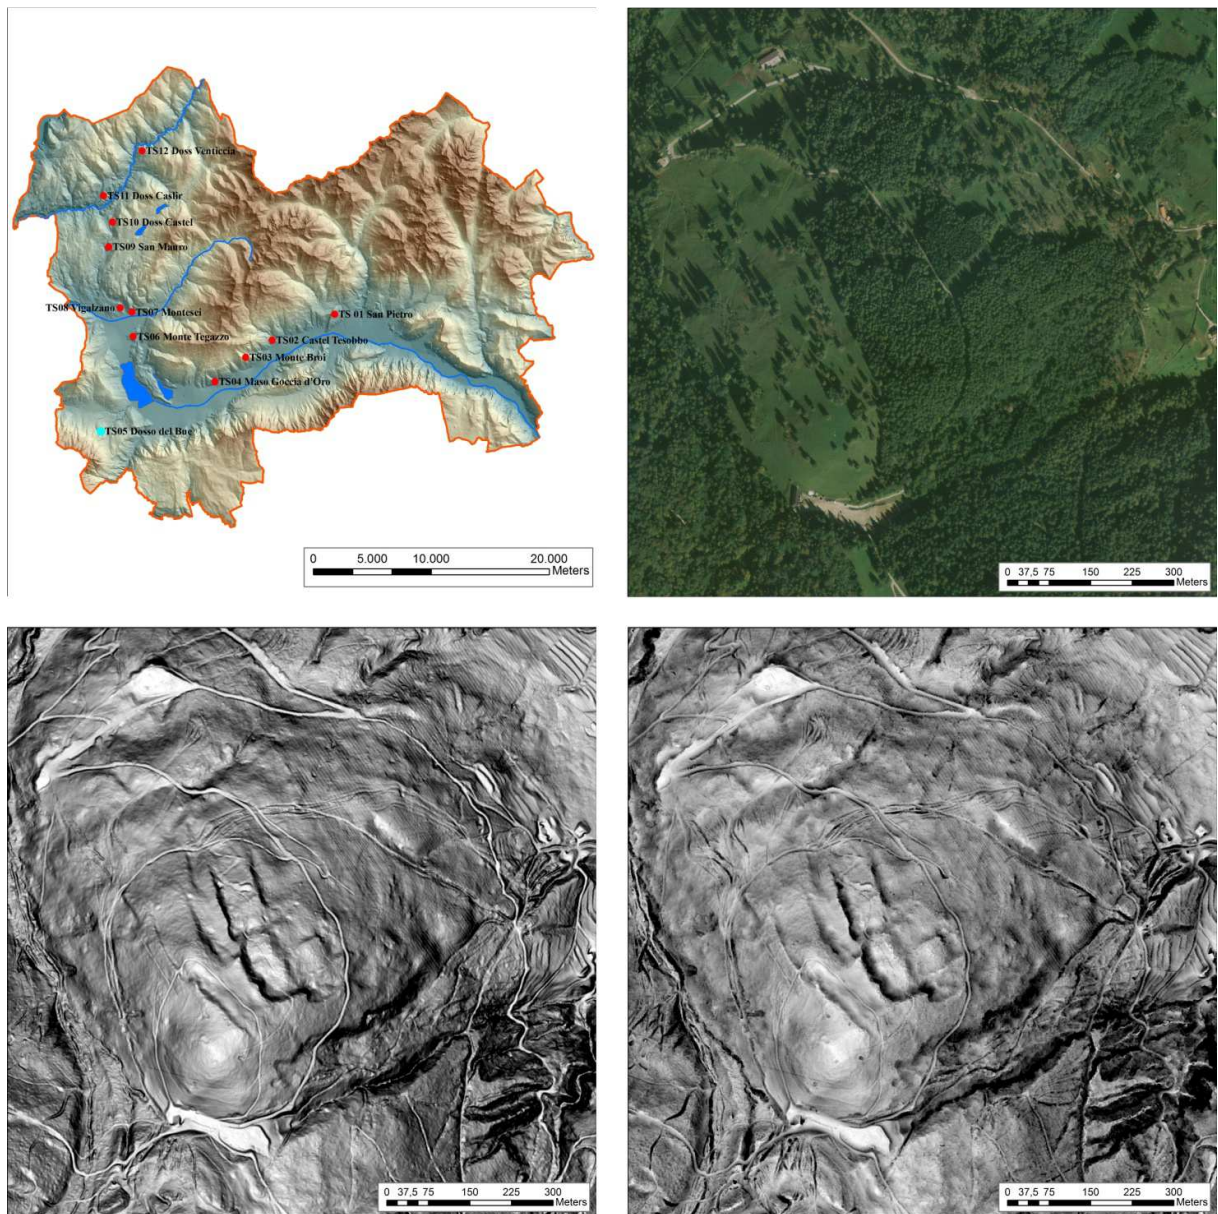 TS12 Doss Venticcia
TS11 Doss Caslir
TS10 Doss Castel
TS09 San Mauro
TS08 Vigalzano
TS07 Montesei
TS 01 San Pietro
TS06 Monte Tegazzo
TS02 Castel Tesobbo
TS03 Monte Broi
TS04 Maso Goccia d'Oro
TS05 Dosso del Bue
0 5.000 10.000 20.000
Meters
0 37,5 75 150 225 300
Meters
0 37,5 75 150 225 300
Meters
0 37,5 75 150 225 300
Meters